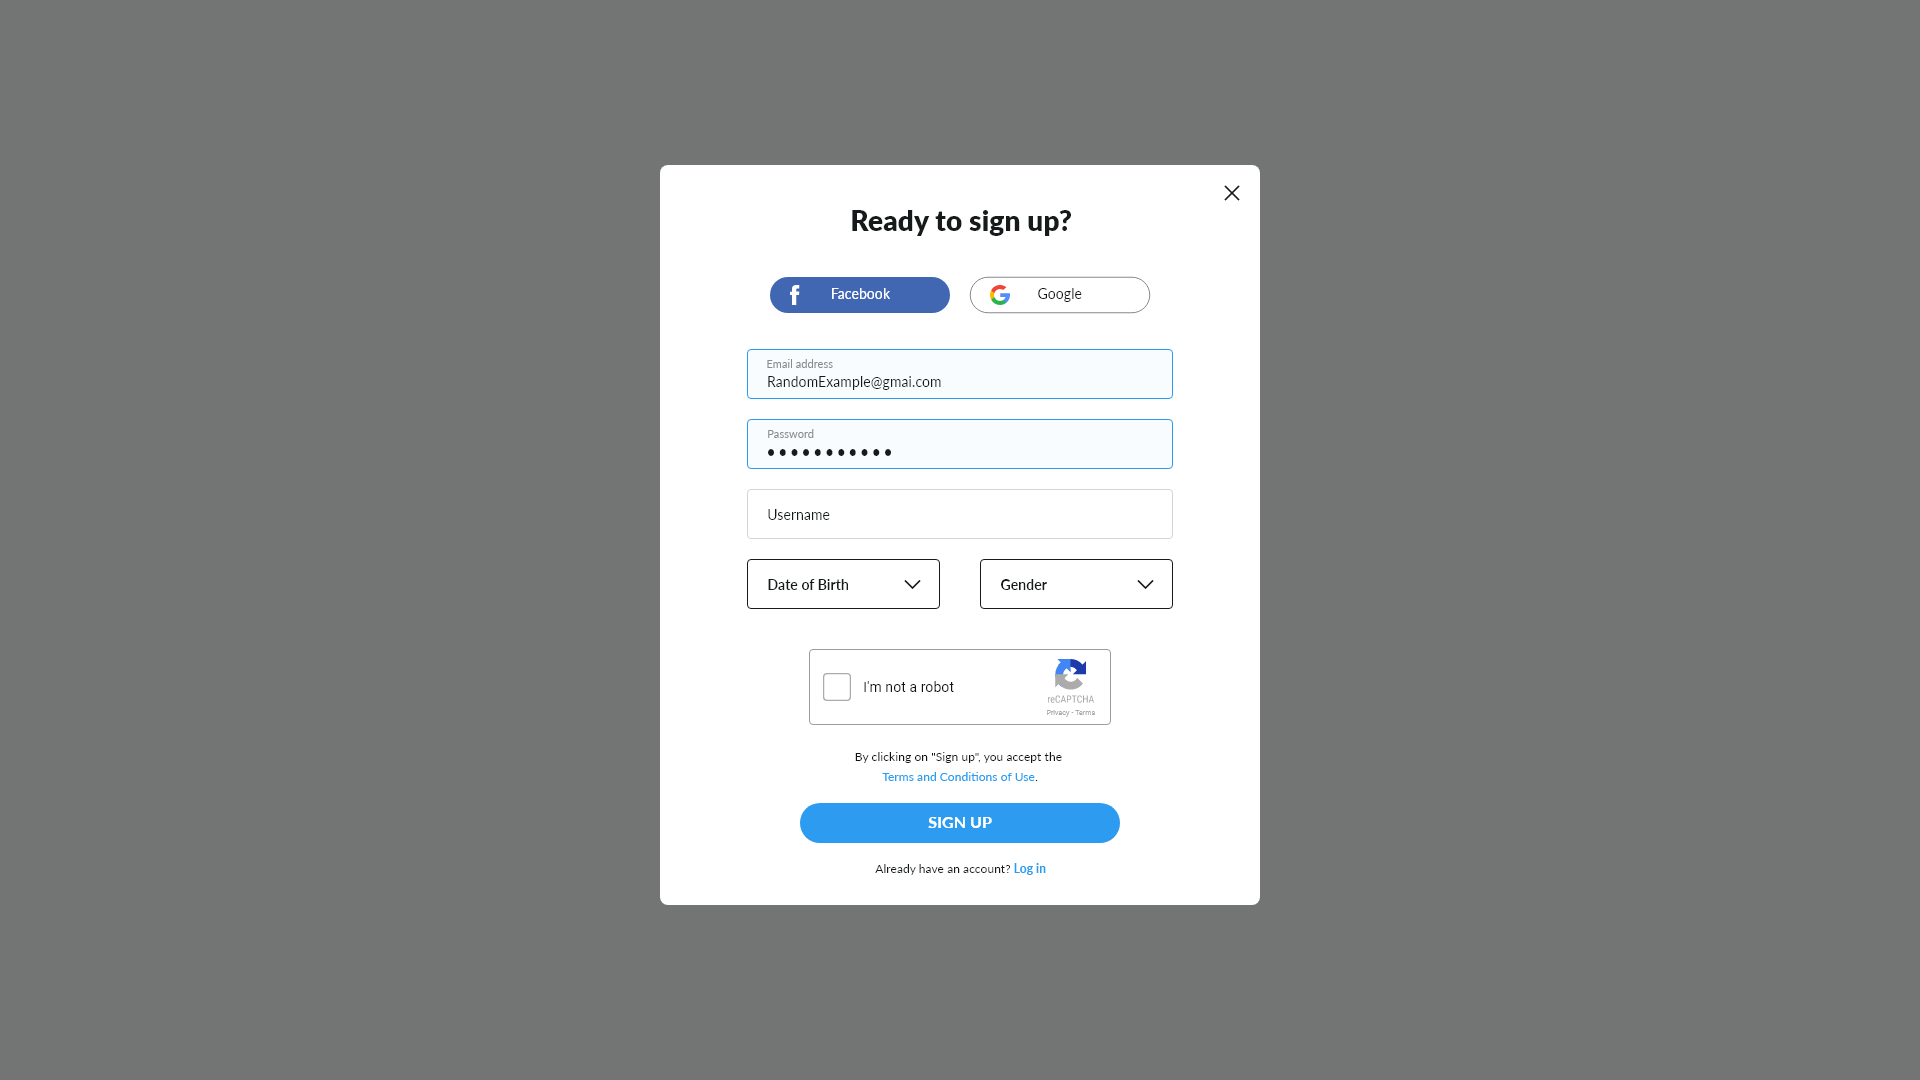 Ready to sign up?
Facebook
Google
Email address
RandomExample@gmai.com
Password
•••••••••••
Username
Date of Birth
Gender
I'm not a robot
reCAPTCHA
Privacy - Terms
By clicking on "Sign up", you accept the
Terms and Conditions of Use.
SIGN UP
Already have an account? Log in